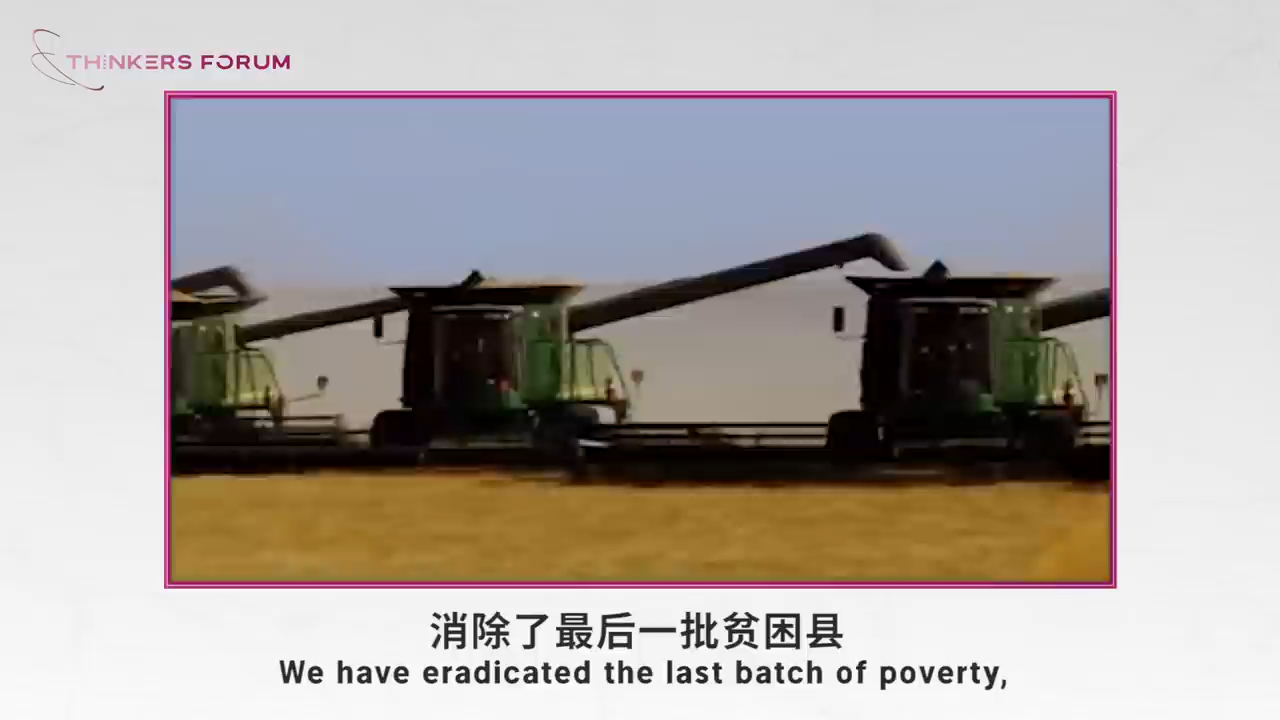 THINKERS FORUM
消除了最后一批贫困县
We have eradicated the last batch of poverty,